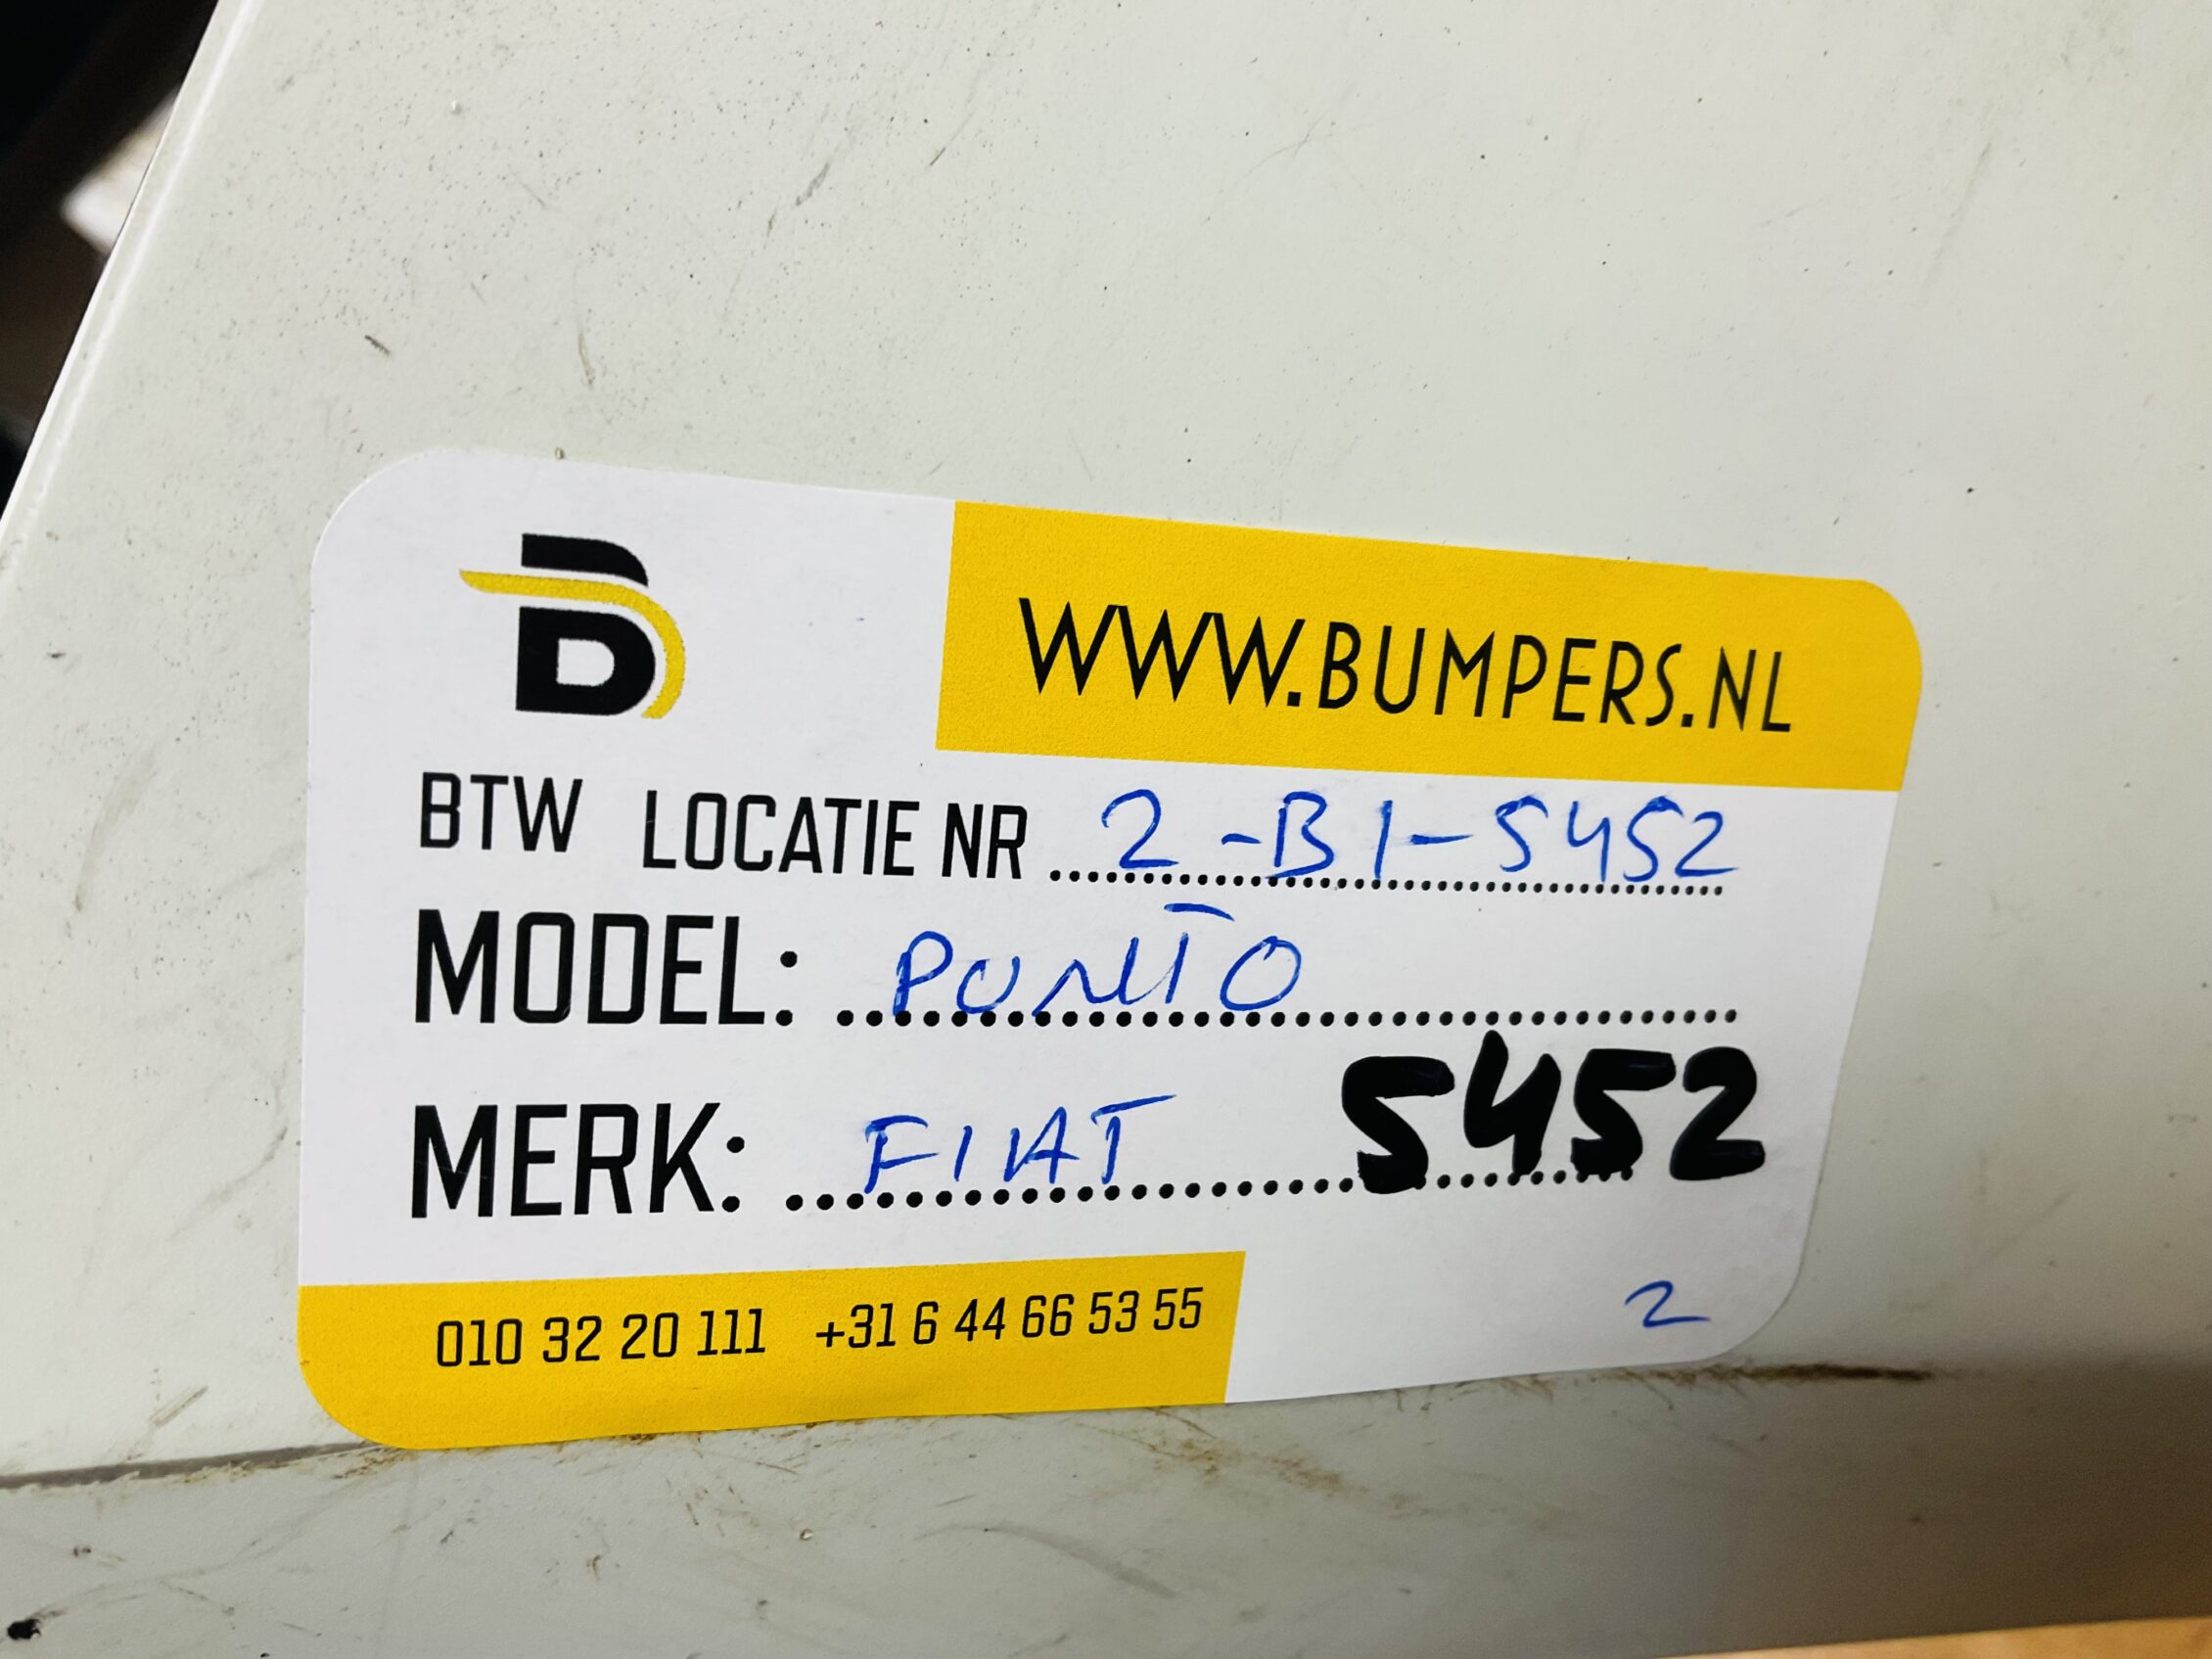 B
WWW.BUMPERS.NL
BTW LOCATIE NR 2-B1-5452
MODEL: PUNTO
MERK: FIAT 5452
010 32 20 111 +31 6 44 66 53 55
2